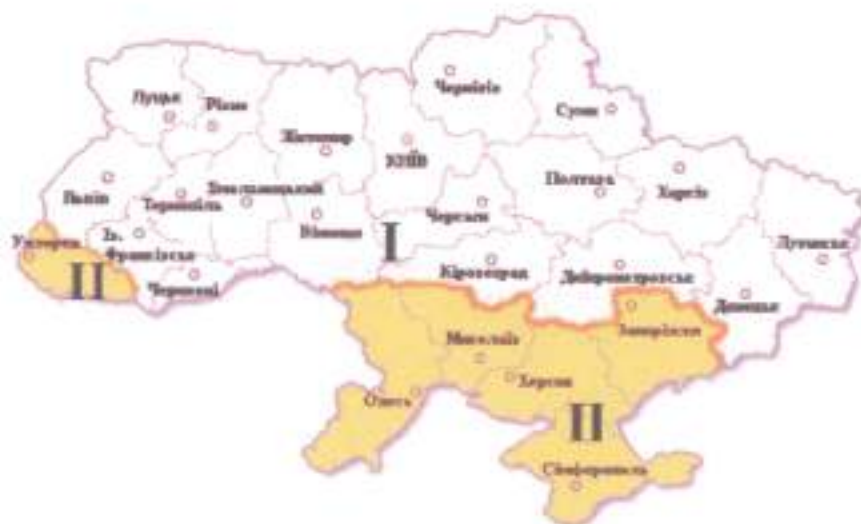 Чернігів
Луцьк
Рівне
Суми
Житомир
КИЇВ
Львів
Тернопіль
Хмельницький
Полтава
Харків
Вінниця
Черкаси
Ужгород
Ів.
Франківськ
I
Луганськ
II
Чернівці
Кіровоград
Дніпропетровськ
Донецьк
Запоріжжя
Миколаїв
Херсон
Одеса
II
Сімферополь